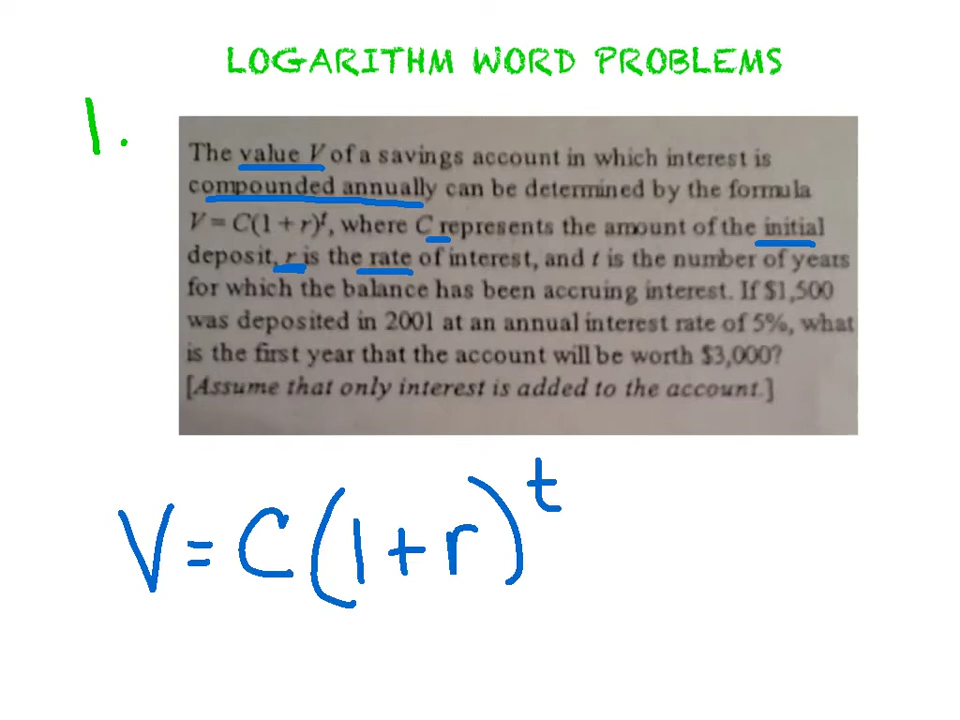 LOGARITHM WORD PROBLEMS
1.
The value V of a savings account in which interest is
compounded annually can be determined by the formula
V = C(1 + r)ᵗ, where C represents the amount of the initial
deposit, r is the rate of interest, and t is the number of years
for which the balance has been accruing interest. If $1,500
was deposited in 2001 at an annual interest rate of 5%, what
is the first year that the account will be worth $3,000?
[Assume that only interest is added to the account.]
V=C(1+r)ᵗ